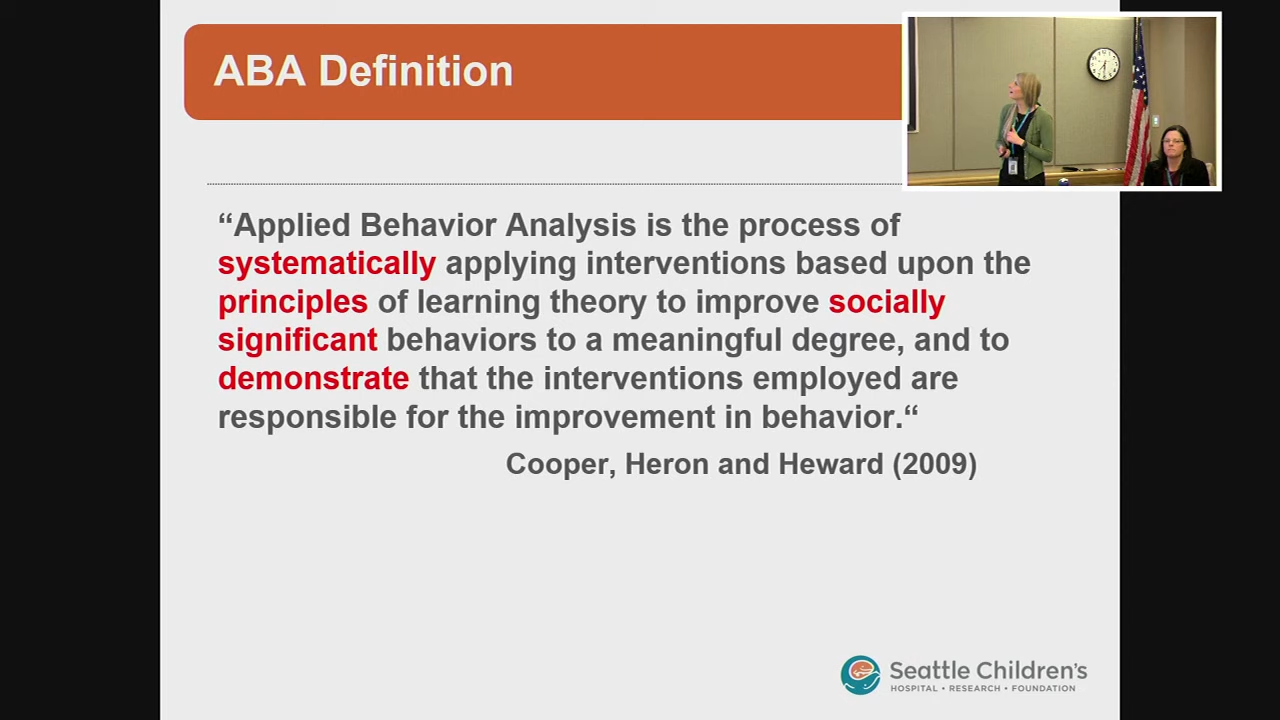 ABA Definition
“Applied Behavior Analysis is the process of
systematically applying interventions based upon the
principles of learning theory to improve socially
significant behaviors to a meaningful degree, and to
demonstrate that the interventions employed are
responsible for the improvement in behavior.“
Cooper, Heron and Heward (2009)
Seattle Children's
HOSPITAL • RESEARCH • FOUNDATION